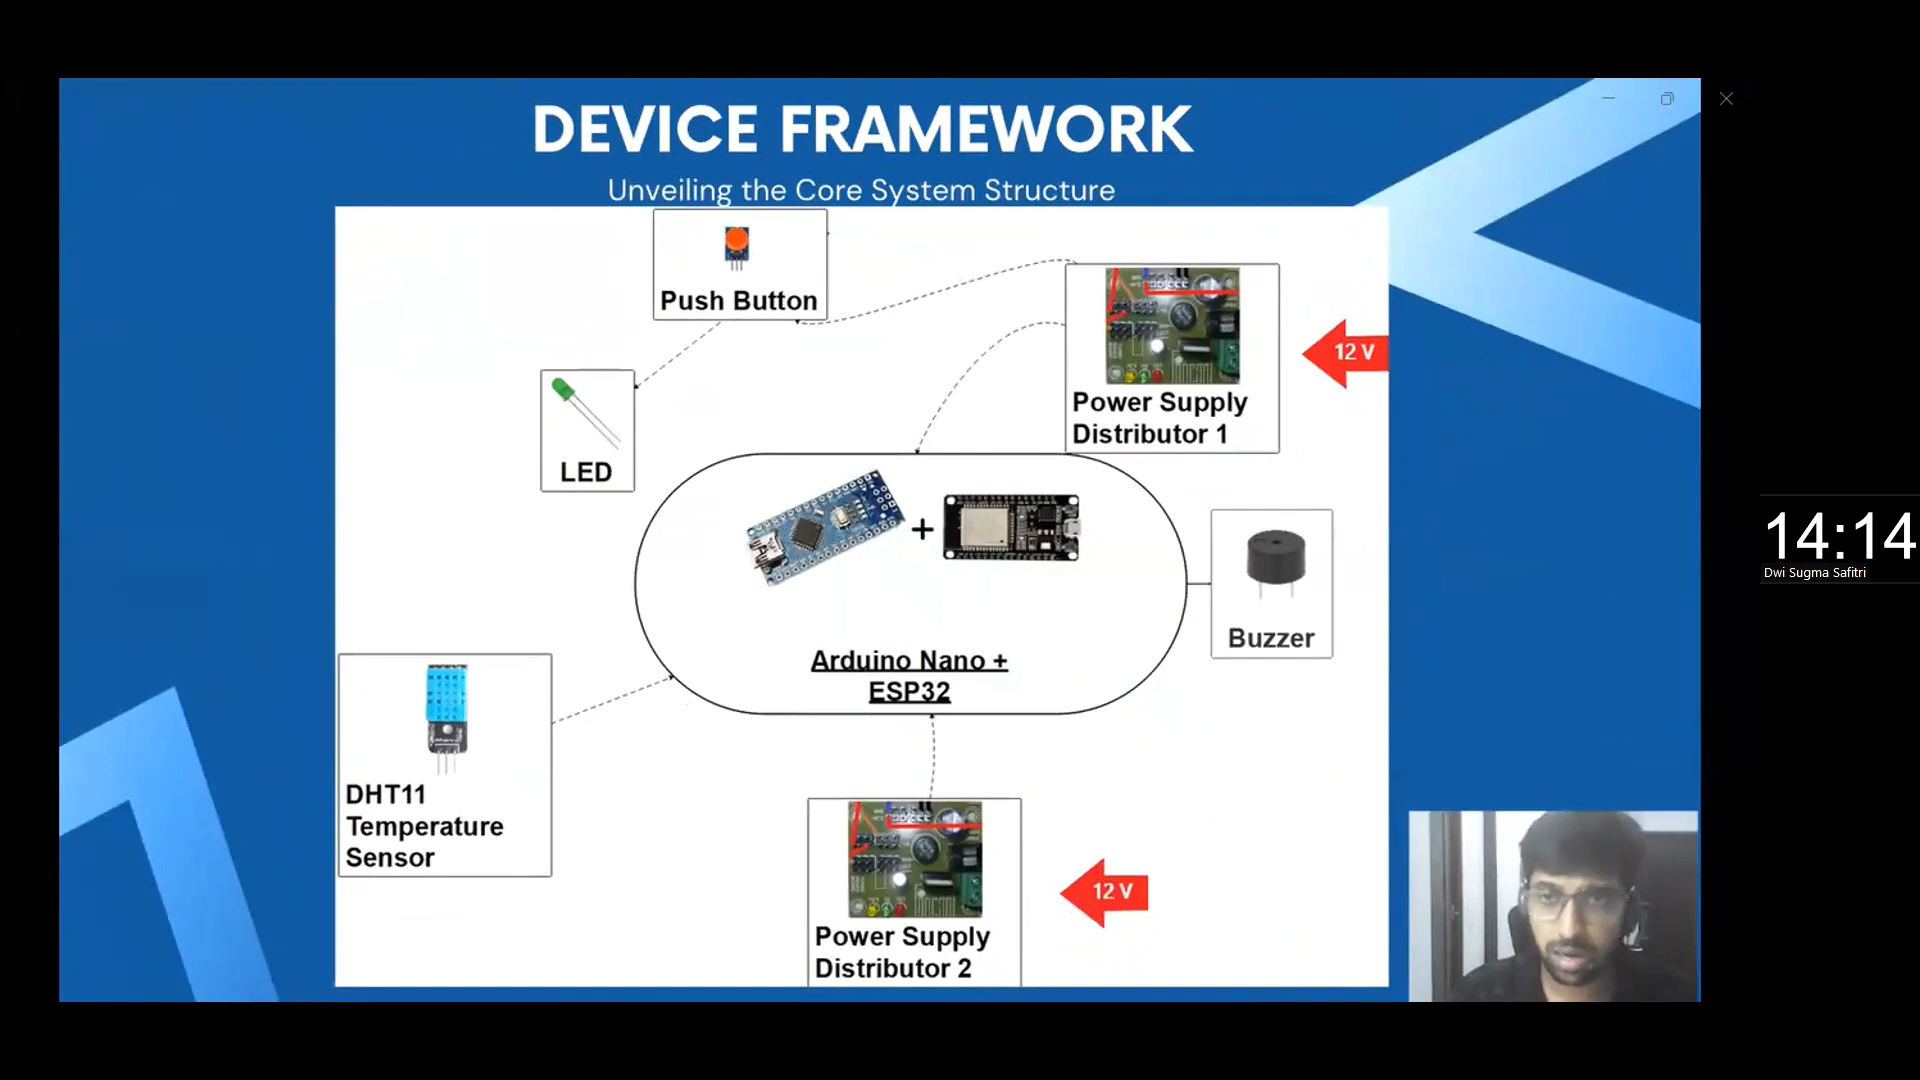 DEVICE FRAMEWORK
Unveiling the Core System Structure
Push Button
12 V
Power Supply
Distributor 1
LED
+
14:14
Dwi Sugma Safitri
Buzzer
Arduino Nano +
ESP32
DHT11
Temperature
Sensor
12 V
Power Supply
Distributor 2